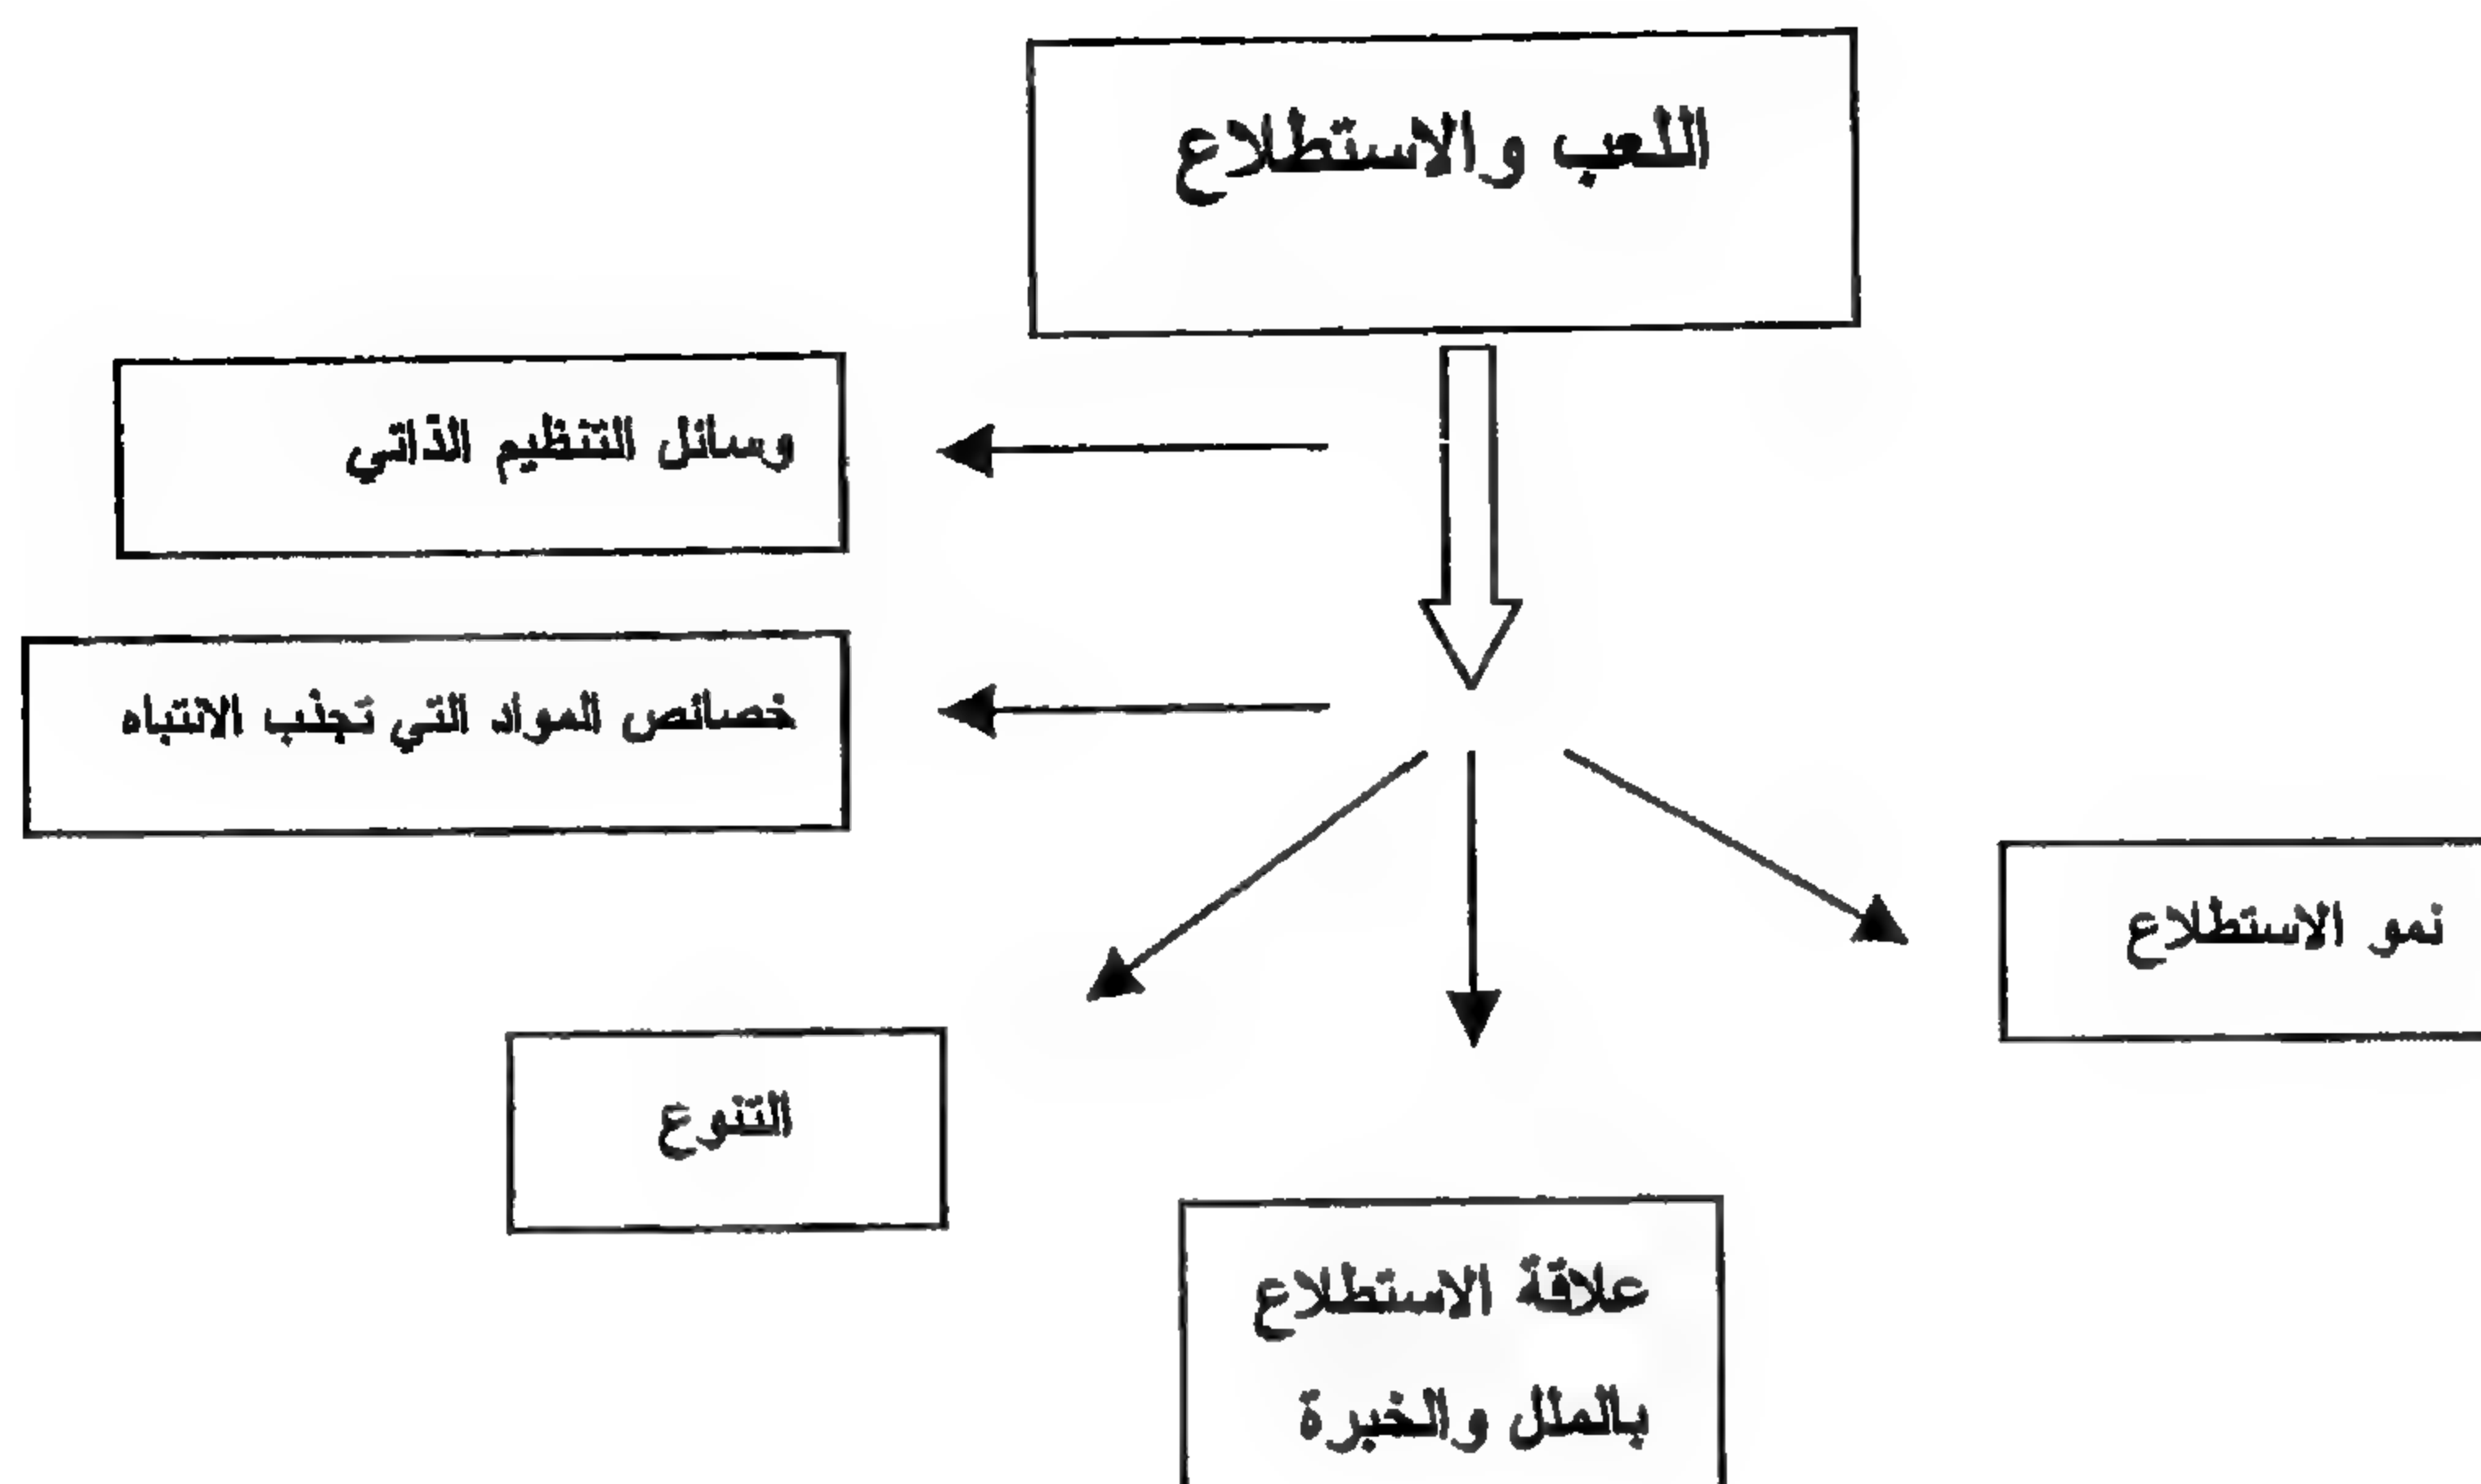 اللعب والاستطلاع
وسائل التنظيم الذاتي
خصائص المواد التي تجذب الانتباه
نمو الاستطلاع
التنوع
علاقة الاستطلاع
بالملل والخبرة